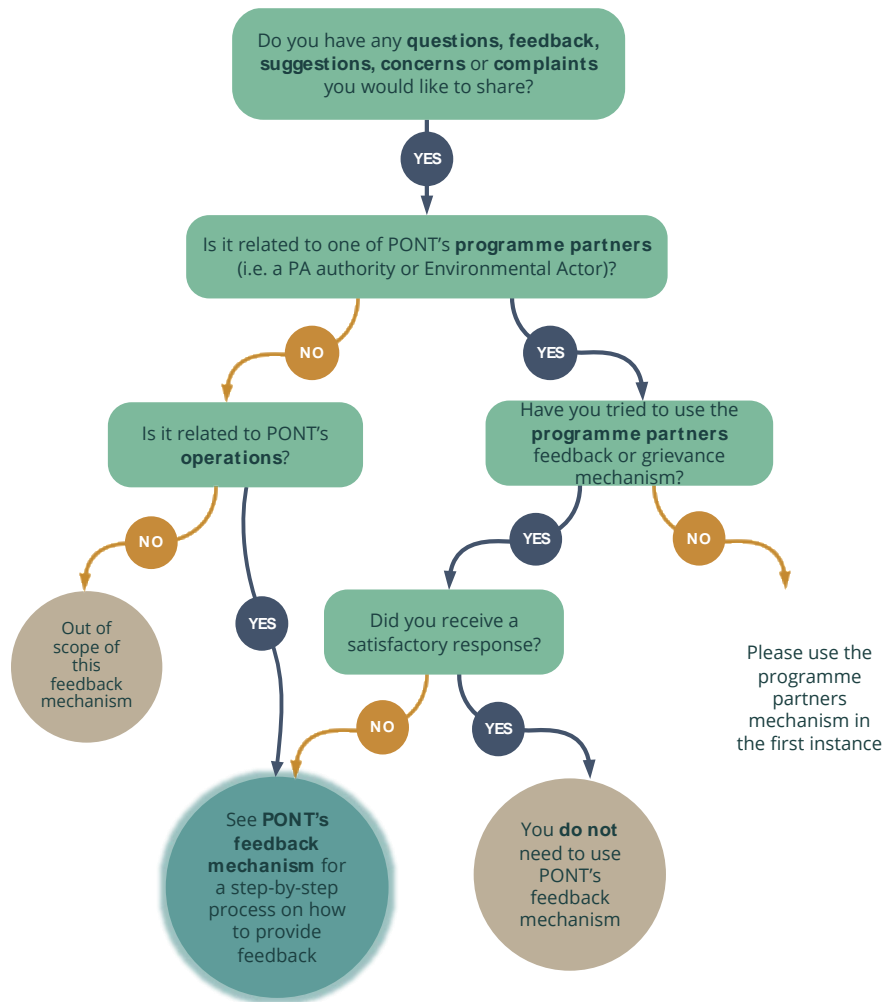 Do you have any questions, feedback,
suggestions, concerns or complaints
you would like to share?
YES
Is it related to one of PONT's programme partners
(i.e. a PA authority or Environmental Actor)?
NO
YES
Is it related to PONT's
operations?
Have you tried to use the
programme partners
feedback or grievance
mechanism?
NO
YES
YES
NO
Out of
scope of
this
feedback
mechanism
Did you receive a
satisfactory response?
Please use the
programme
partners
mechanism in
the first instance
NO
YES
See PONT's
feedback
mechanism for
a step-by-step
process on how
to provide
feedback
You do not
need to use
PONT's
feedback
mechanism